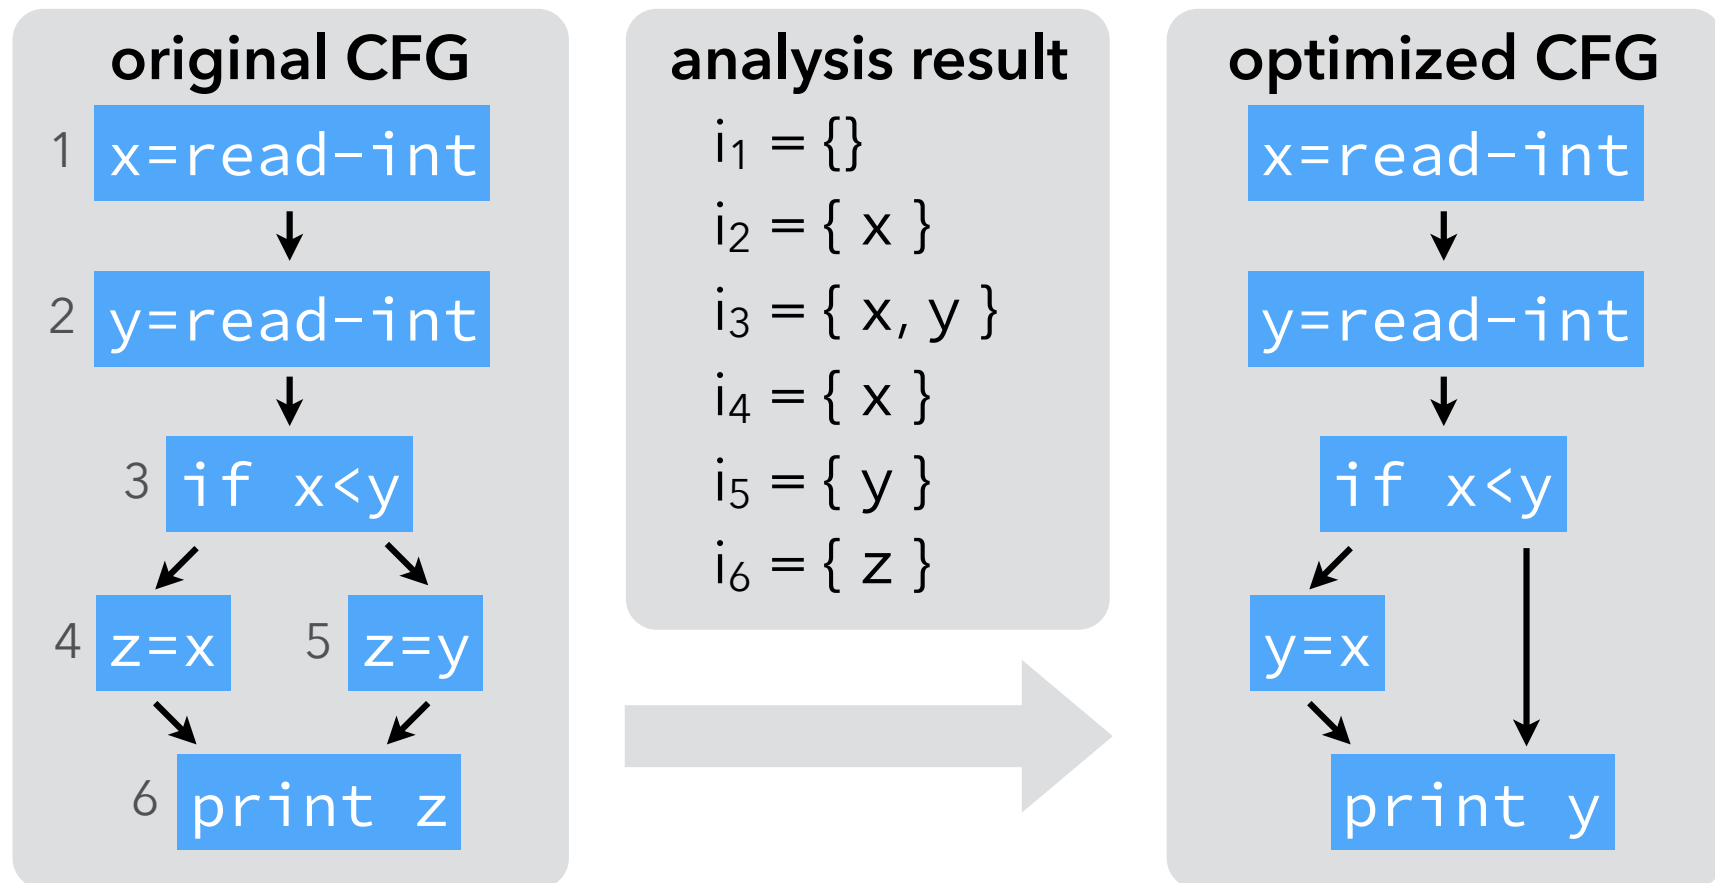 original CFG
1 x=read-int
2 y=read-int
3 if x<y
4 z=x 5 z=y
6 print z
analysis result
i₁ = {}
i₂ = { x }
i₃ = { x, y }
i₄ = { x }
i₅ = { y }
i₆ = { z }
optimized CFG
x=read-int
y=read-int
if x<y
y=x
print y